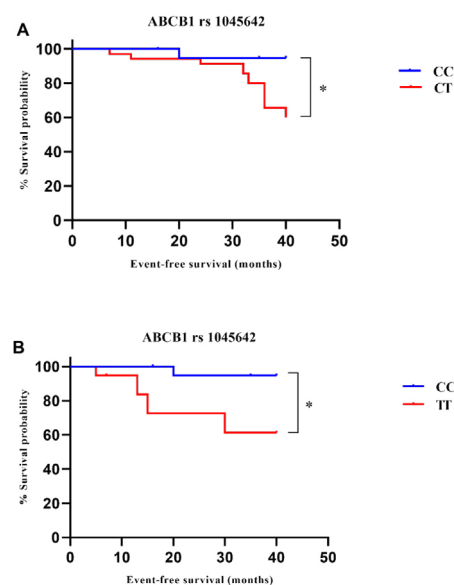 A
ABCB1 rs 1045642
% Survival probability
100
80
60
40
20
0
0 10 20 30 40 50
Event-free survival (months)
*
CC
CT
B
ABCB1 rs 1045642
% Survival probability
100
80
60
40
20
0
0 10 20 30 40 50
Event-free survival (months)
*
CC
TT